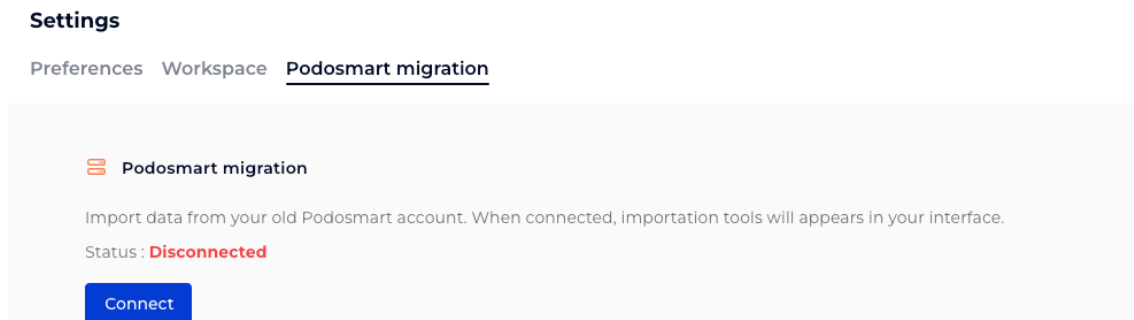 Settings
Preferences Workspace Podosmart migration
Podosmart migration
Import data from your old Podosmart account. When connected, importation tools will appears in your interface.
Status : Disconnected
Connect